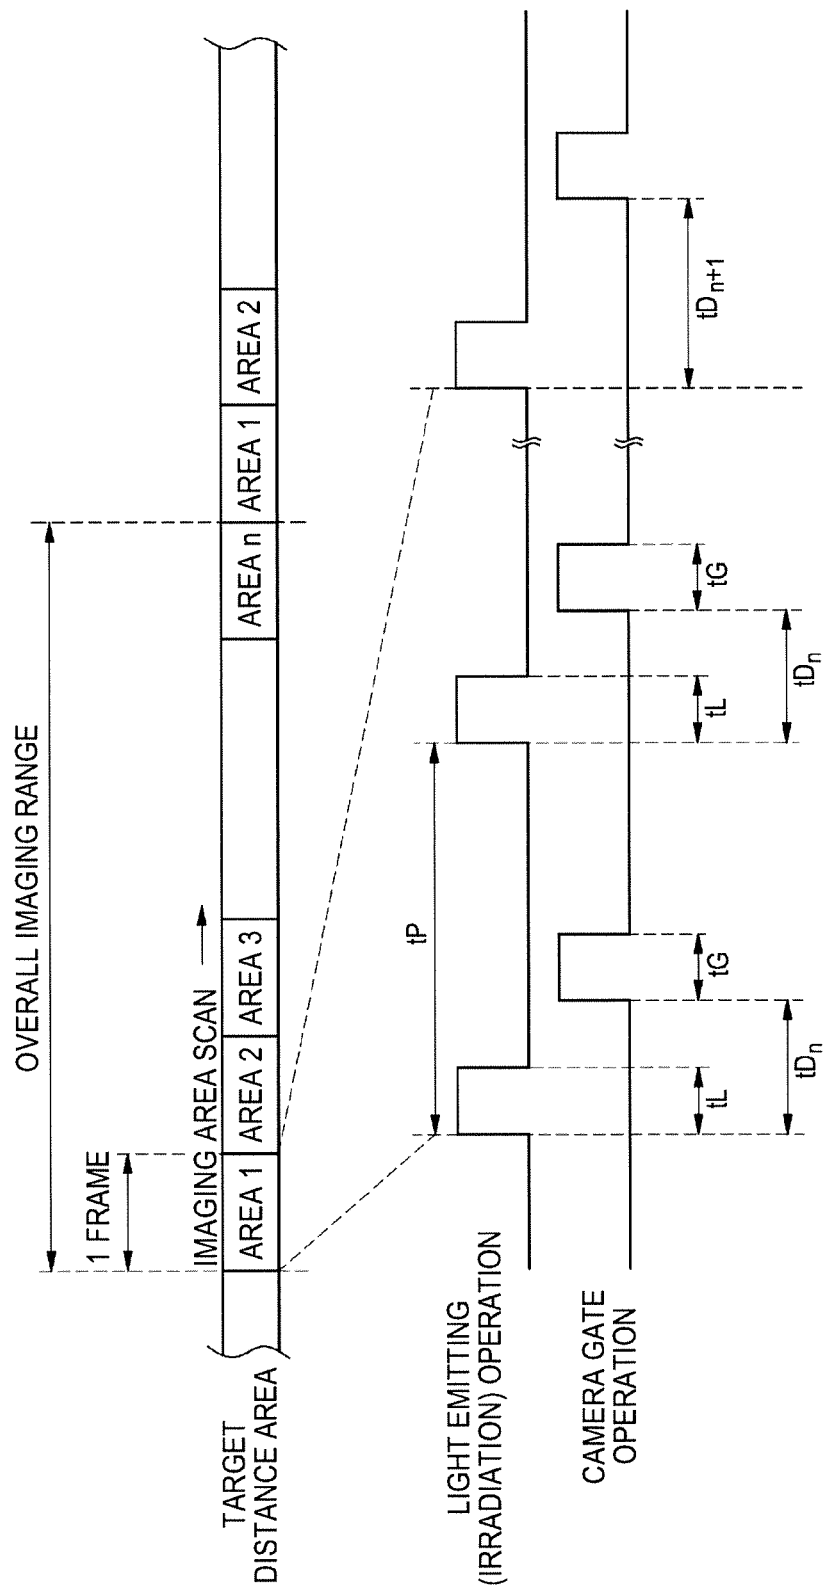 OVERALL IMAGING RANGE
1 FRAME
IMAGING AREA SCAN
TARGET
DISTANCE AREA
AREA 1
AREA 2
AREA 3
AREA n
AREA 1
AREA 2
LIGHT EMITTING
(IRRADIATION) OPERATION
tP
CAMERA GATE
OPERATION
tL
tG
tL
tG
tDn+1
tDn
tDn